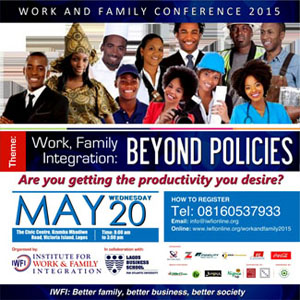 WORK AND FAMILY CONFERENCE 2015
Theme:
Work, Family
Integration: BEYOND POLICIES
Are you getting the productivity you desire?
MAY 20
WEDNESDAY
The Civic Centre, Ozumba Mbadiwe
Road, Victoria Island, Lagos
Time: 9:00 am
to 3:00 pm
HOW TO REGISTER
Tel: 08160537933
Email: info@iwfionline.org
Online: www.iwfionline.org/workandfamily2015
Organised by:
IWFI
INSTITUTE FOR
WORK & FAMILY
INTEGRATION
In collaboration with:
LAGOS
BUSINESS
SCHOOL
IWFI: Better family, better business, better society